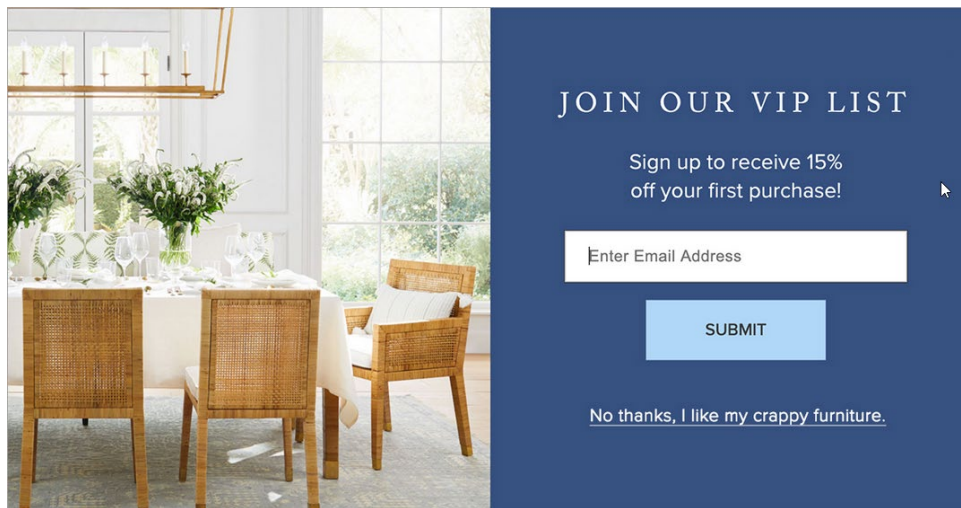 JOIN OUR VIP LIST
Sign up to receive 15%
off your first purchase!
Enter Email Address
SUBMIT
No thanks, I like my crappy furniture.